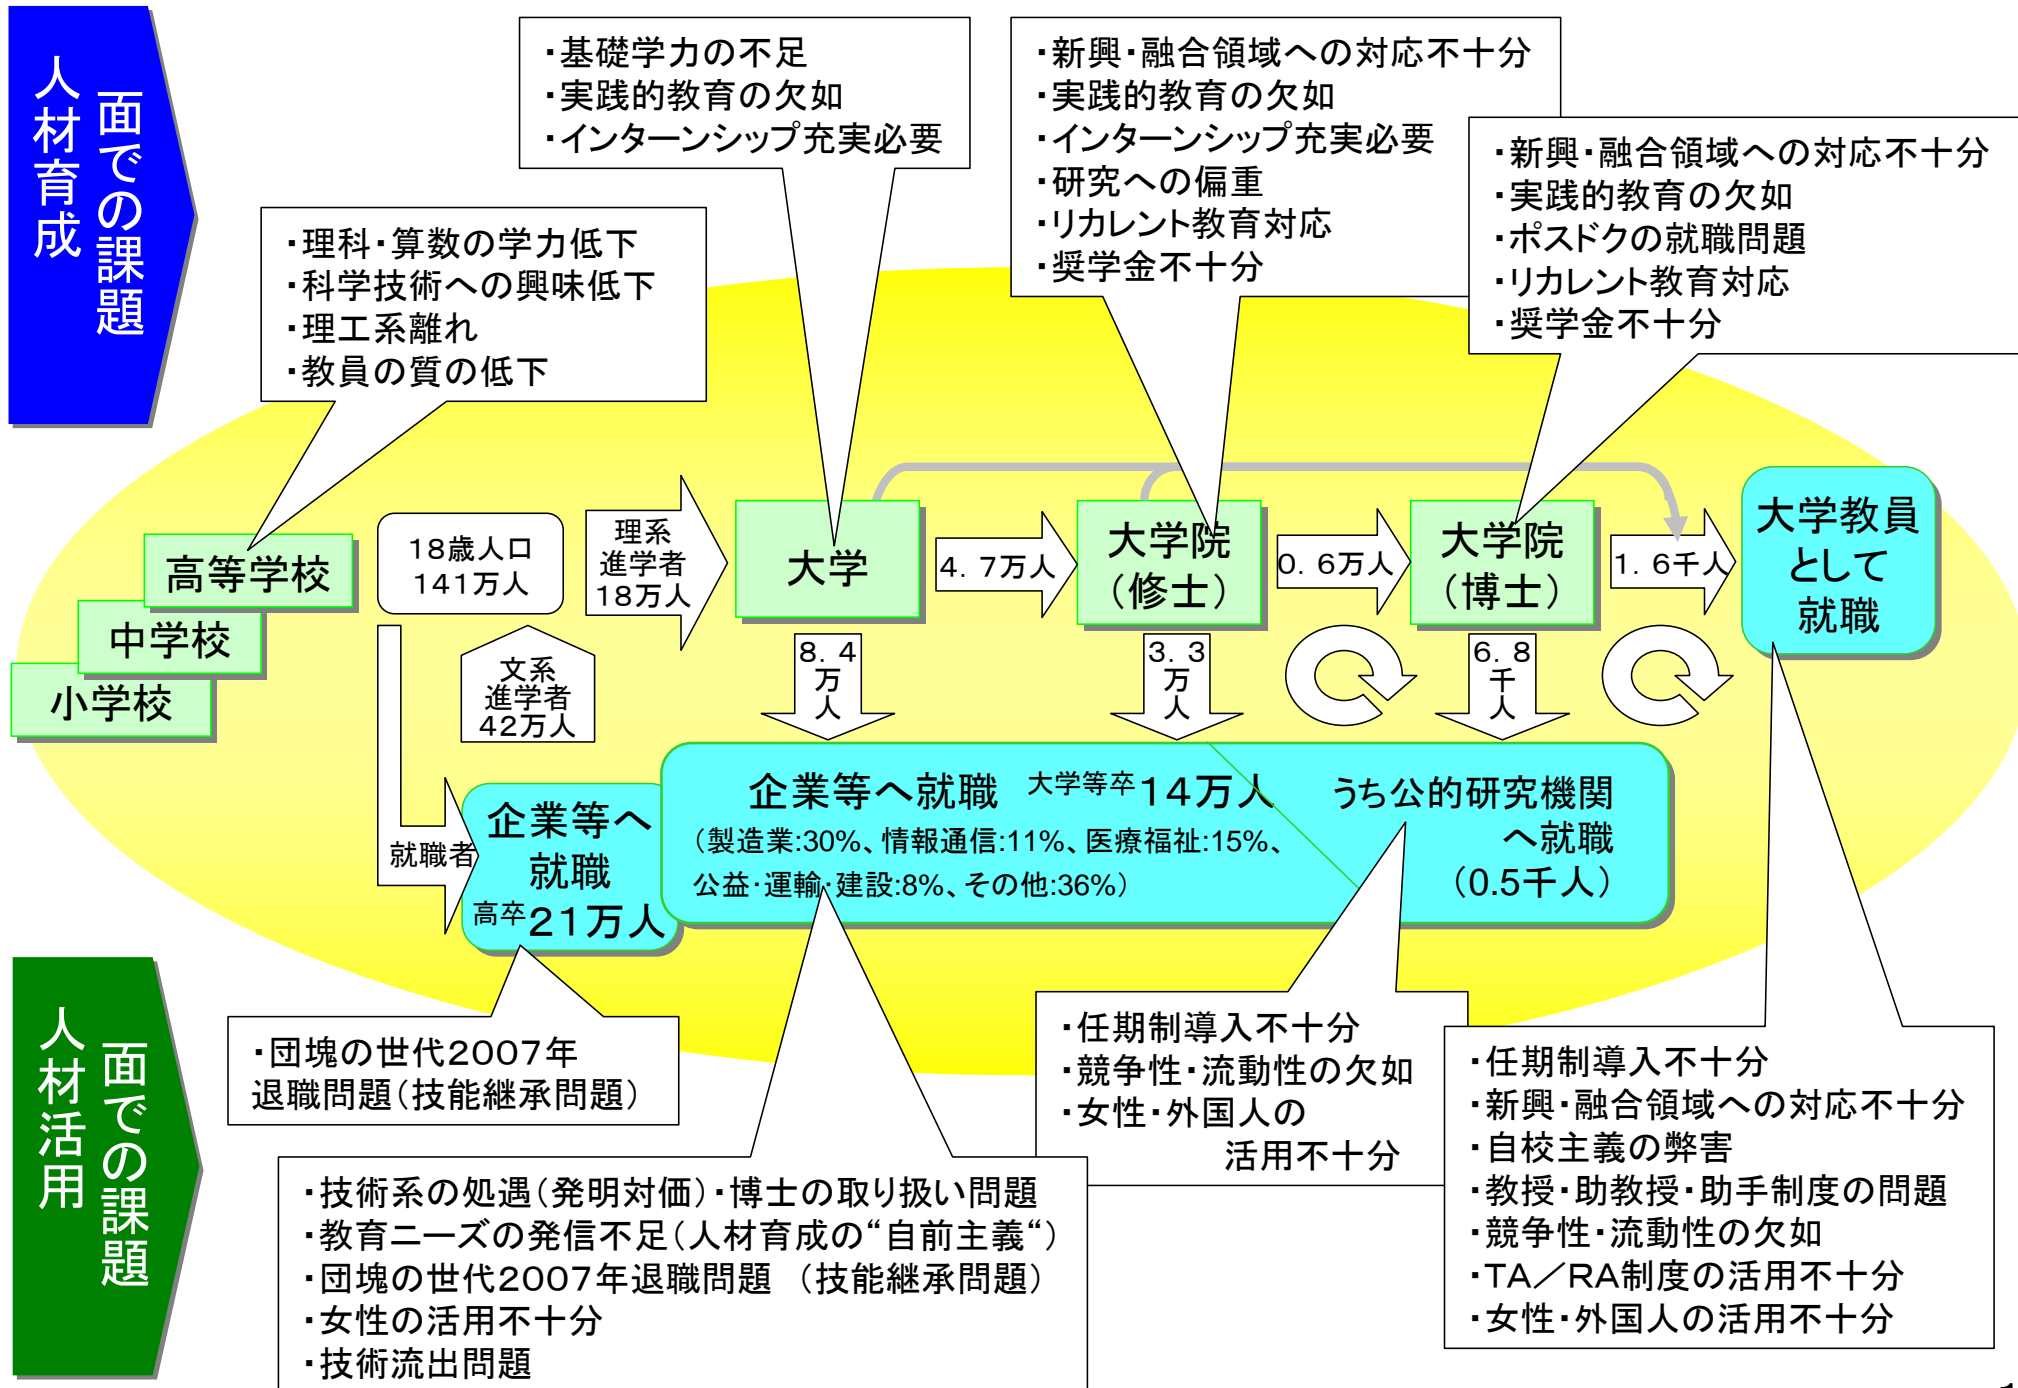 人材育成
面での課題
・基礎学力の不足
・実践的教育の欠如
・インターンシップ充実必要
・新興・融合領域への対応不十分
・実践的教育の欠如
・インターンシップ充実必要
・研究への偏重
・リカレント教育対応
・奨学金不十分
・新興・融合領域への対応不十分
・実践的教育の欠如
・ポスドクの就職問題
・リカレント教育対応
・奨学金不十分
・理科・算数の学力低下
・科学技術への興味低下
・理工系離れ
・教員の質の低下
高等学校
中学校
小学校
18歳人口
141万人
理系
進学者
18万人
文系
進学者
42万人
大学
4. 7万人
大学院
（修士）
0. 6万人
大学院
（博士）
1. 6千人
大学教員
として
就職
8. 4
万
人
3. 3
万
人
6. 8
千
人
就職者
企業等へ
就職
高卒21万人
企業等へ就職 大学等卒14万人
（製造業:30%、情報通信:11%、医療福祉:15%、
公益・運輸・建設:8%、その他:36%）
うち公的研究機関
へ就職
（0.5千人）
人材活用
面での課題
・団塊の世代2007年
退職問題（技能継承問題）
・技術系の処遇（発明対価）・博士の取り扱い問題
・教育ニーズの発信不足（人材育成の“自前主義“）
・団塊の世代2007年退職問題 （技能継承問題）
・女性の活用不十分
・技術流出問題
・任期制導入不十分
・競争性・流動性の欠如
・女性・外国人の
活用不十分
・任期制導入不十分
・新興・融合領域への対応不十分
・自校主義の弊害
・教授・助教授・助手制度の問題
・競争性・流動性の欠如
・TA／RA制度の活用不十分
・女性・外国人の活用不十分